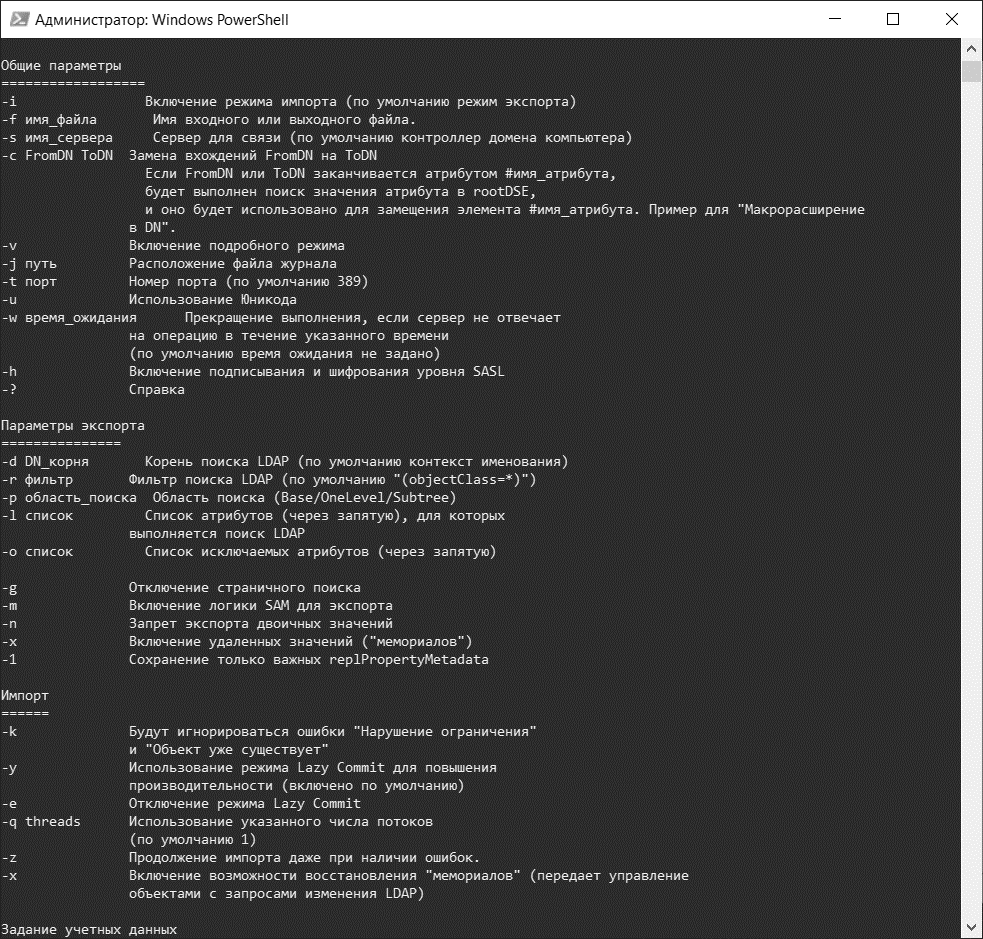 Администратор: Windows PowerShell
Общие параметры
==================
-i Включение режима импорта (по умолчанию режим экспорта)
-f имя_файла Имя входного или выходного файла.
-s имя_сервера Сервер для связи (по умолчанию контроллер домена компьютера)
-c FromDN ToDN Замена вхождений FromDN на ToDN
Если FromDN или ToDN заканчивается атрибутом #имя_атрибута,
будет выполнен поиск значения атрибута в rootDSE,
и оно будет использовано для замещения элемента #имя_атрибута. Пример для "Макрорасширение
в DN".
-v Включение подробного режима
-j путь Расположение файла журнала
-t порт Номер порта (по умолчанию 389)
-u Использование Юникода
-w время_ожидания Прекращение выполнения, если сервер не отвечает
на операцию в течение указанного времени
(по умолчанию время ожидания не задано)
-h Включение подписывания и шифрования уровня SASL
-? Справка
Параметры экспорта
===============
-d DN_корня Корень поиска LDAP (по умолчанию контекст именования)
-r фильтр Фильтр поиска LDAP (по умолчанию "(objectClass=*)")
-p область_поиска Область поиска (Base/OneLevel/Subtree)
-l список Список атрибутов (через запятую), для которых
выполняется поиск LDAP
-o список Список исключаемых атрибутов (через запятую)
-g Отключение страничного поиска
-m Включение логики SAM для экспорта
-n Запрет экспорта двоичных значений
-x Включение удаленных значений ("мемориалов")
-1 Сохранение только важных replPropertyMetadata
Импорт
======
-k Будут игнорироваться ошибки "Нарушение ограничения"
и "Объект уже существует"
-y Использование режима Lazy Commit для повышения
производительности (включено по умолчанию)
-e Отключение режима Lazy Commit
-q threads Использование указанного числа потоков
(по умолчанию 1)
-z Продолжение импорта даже при наличии ошибок.
-x Включение возможности восстановления "мемориалов" (передает управление
объектами с запросами изменения LDAP)
Задание учетных данных